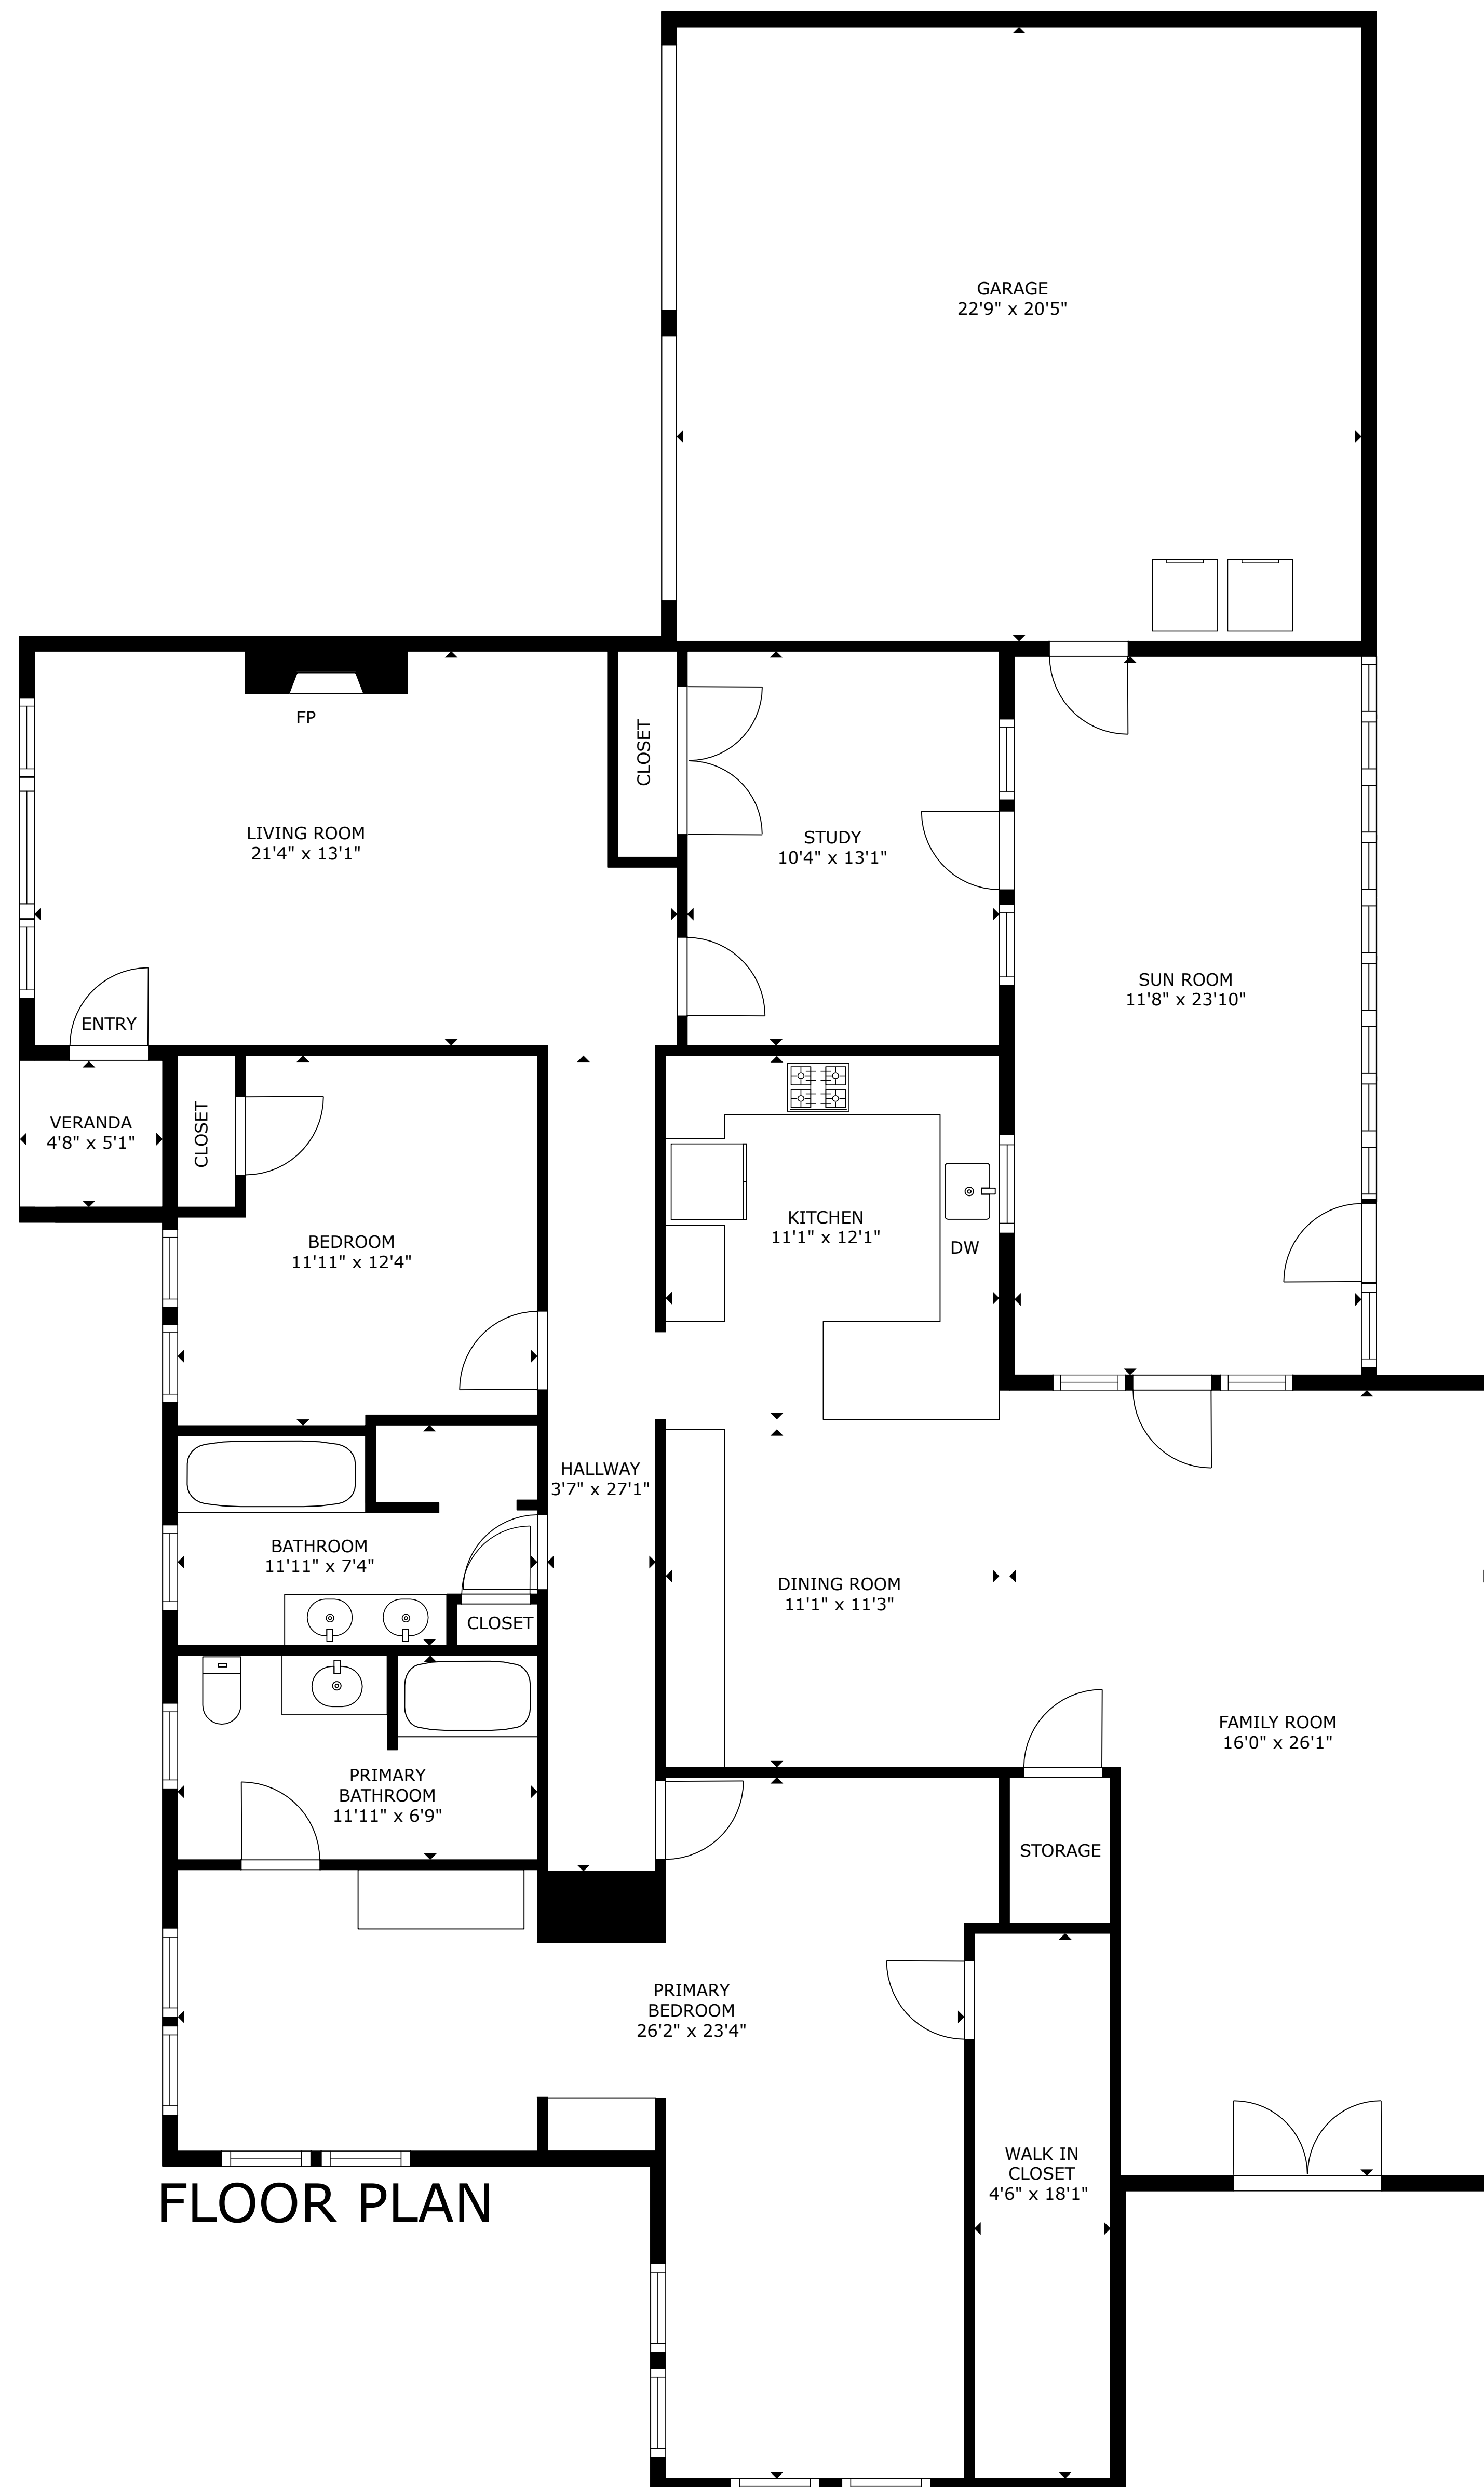 GARAGE
22'9" x 20'5"
FP
CLOSET
LIVING ROOM
21'4" x 13'1"
STUDY
10'4" x 13'1"
SUN ROOM
11'8" x 23'10"
ENTRY
VERANDA
4'8" x 5'1"
CLOSET
KITCHEN
11'1" x 12'1"
DW
BEDROOM
11'11" x 12'4"
HALLWAY
3'7" x 27'1"
BATHROOM
11'11" x 7'4"
DINING ROOM
11'1" x 11'3"
CLOSET
FAMILY ROOM
16'0" x 26'1"
PRIMARY
BATHROOM
11'11" x 6'9"
STORAGE
PRIMARY
BEDROOM
26'2" x 23'4"
WALK IN
CLOSET
4'6" x 18'1"
FLOOR PLAN